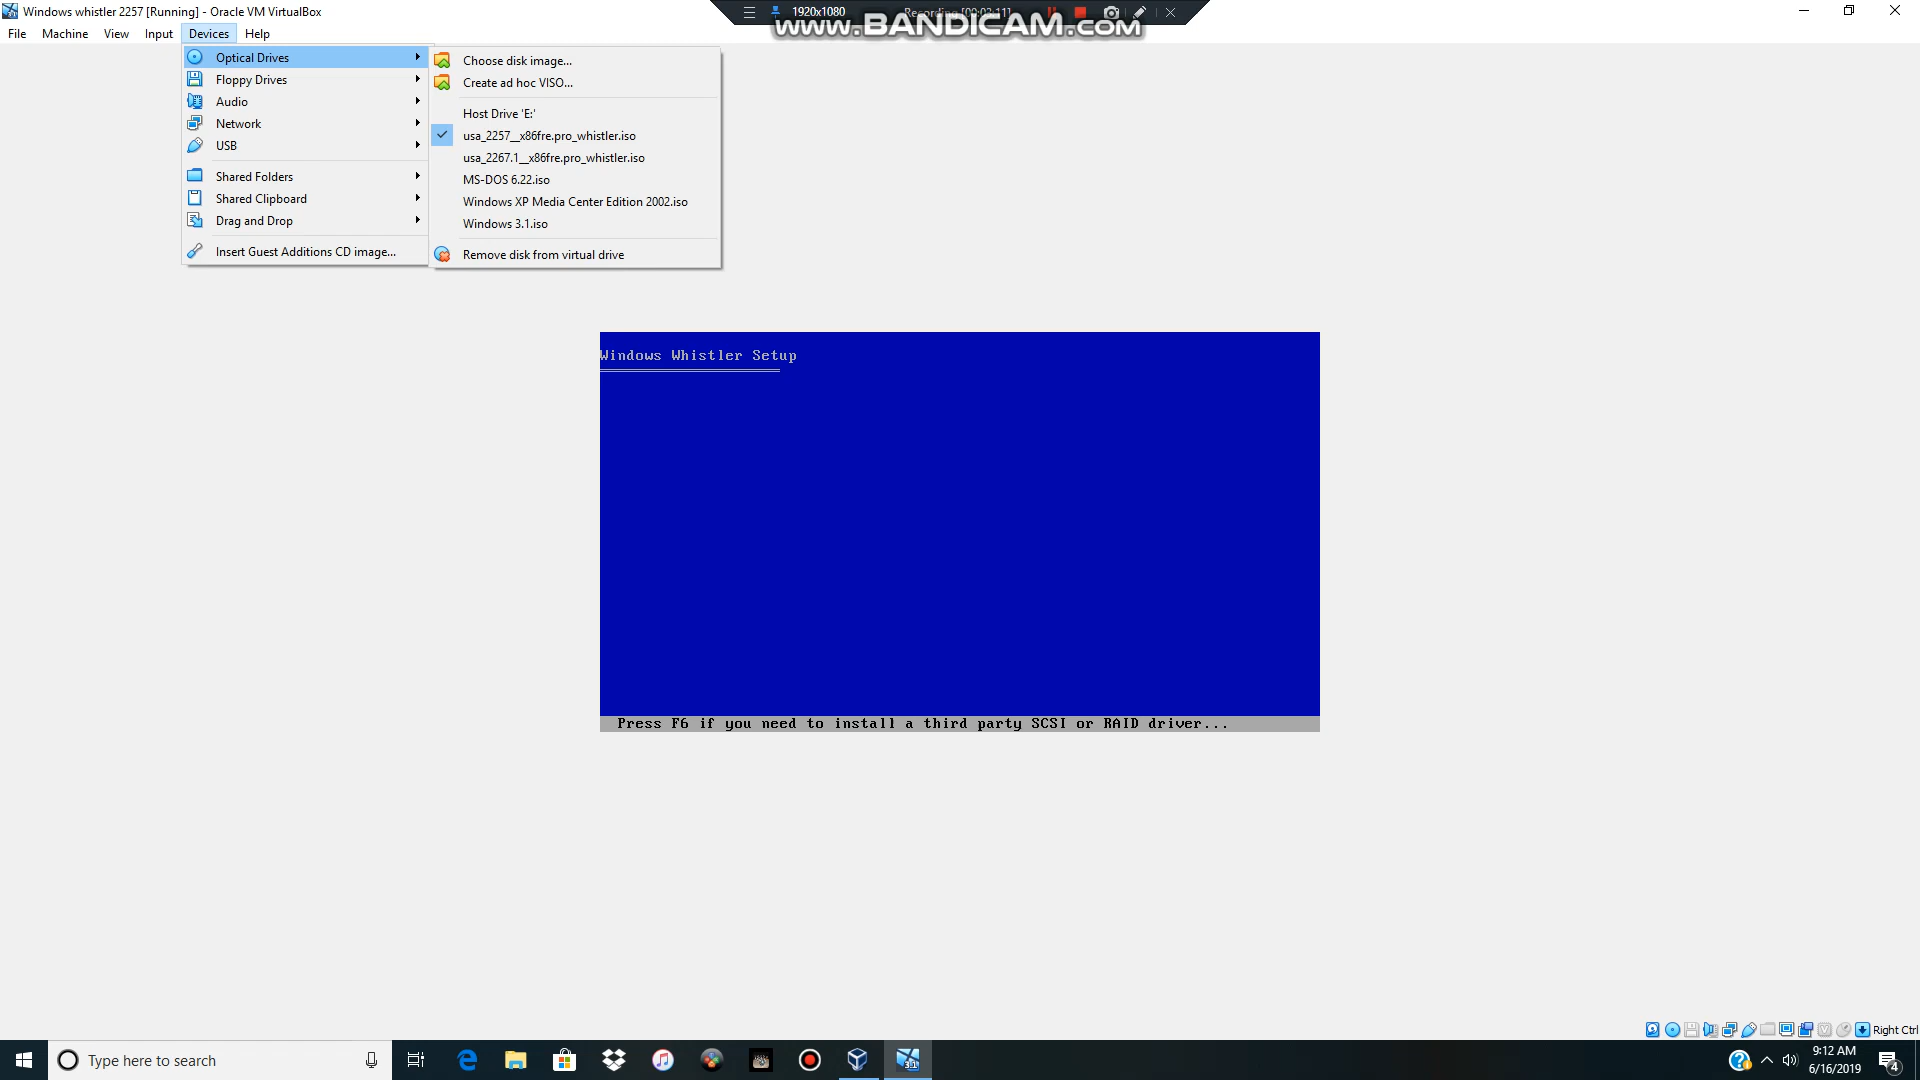 Windows whistler 2257 [Running] - Oracle VM VirtualBox
1920x1080
Recording [00:03:11]
www.BANDICAM.com
File Machine View Input Devices Help
Optical Drives
Floppy Drives
Audio
Network
USB
Shared Folders
Shared Clipboard
Drag and Drop
Insert Guest Additions CD image...
Choose disk image...
Create ad hoc VISO...
Host Drive 'E:'
usa_2257__x86fre.pro_whistler.iso
usa_2267.1__x86fre.pro_whistler.iso
MS-DOS 6.22.iso
Windows XP Media Center Edition 2002.iso
Windows 3.1.iso
Remove disk from virtual drive
Windows Whistler Setup
Press F6 if you need to install a third party SCSI or RAID driver...
Right Ctrl
Type here to search
9:12 AM
6/16/2019
4